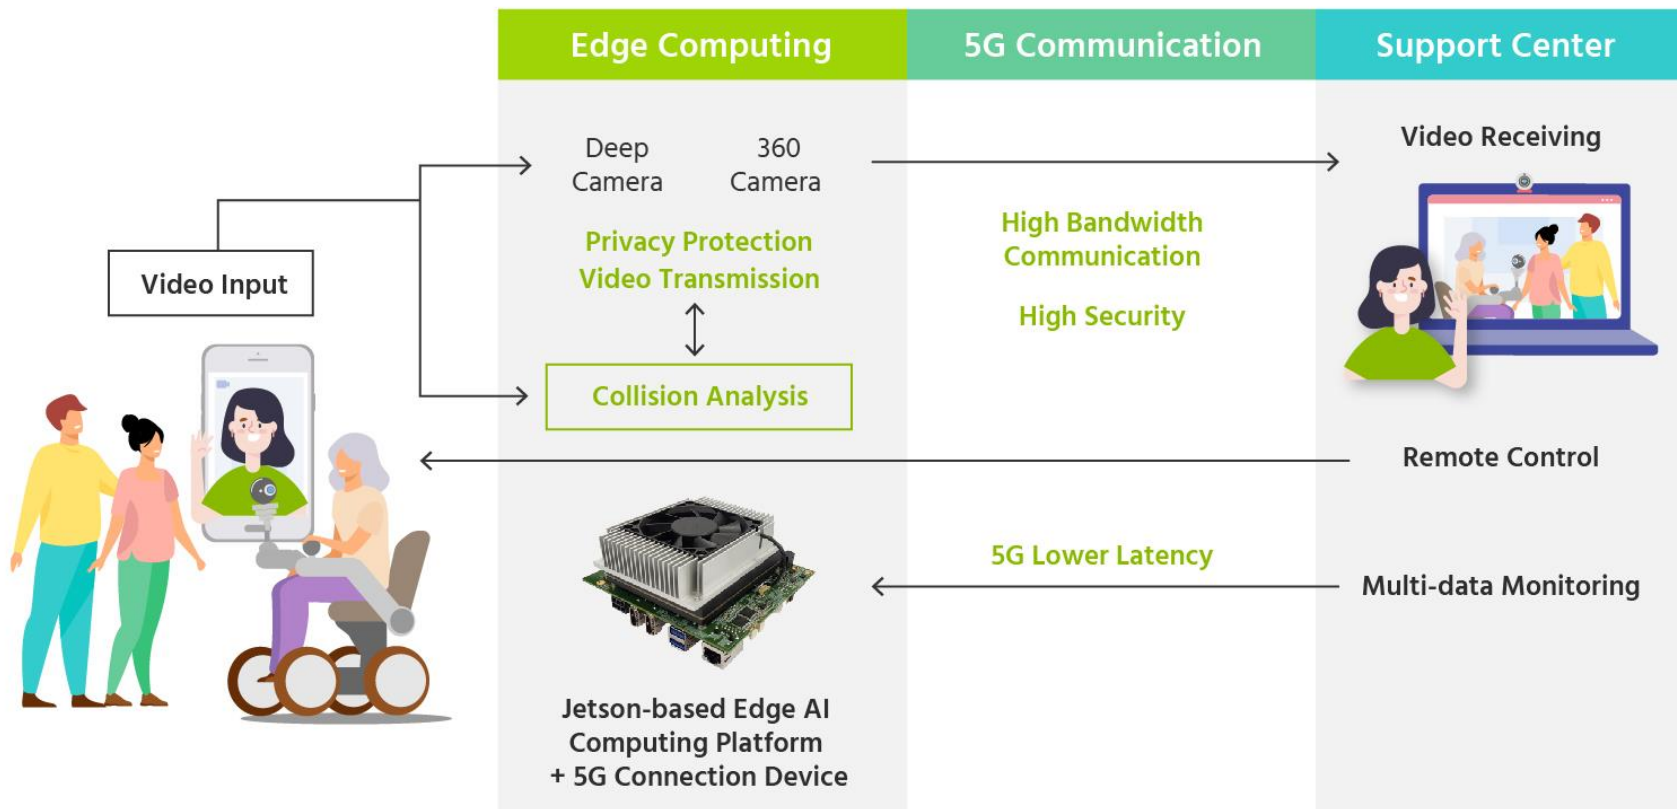 Edge Computing
5G Communication
Support Center
Video Input
Deep
Camera
360
Camera
Privacy Protection
Video Transmission
Collision Analysis
Jetson-based Edge AI
Computing Platform
+ 5G Connection Device
High Bandwidth
Communication
High Security
5G Lower Latency
Video Receiving
Remote Control
Multi-data Monitoring